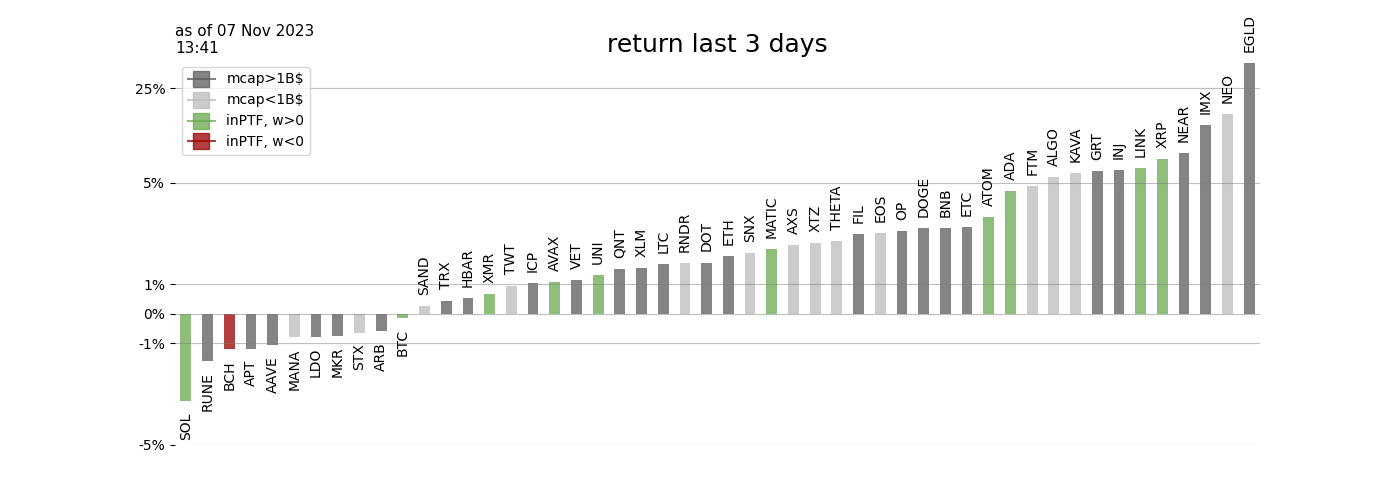 as of 07 Nov 2023
13:41
return last 3 days
mcap>1B$
mcap<1B$
inPTF, w>0
inPTF, w<0
25%
5%
1%
0%
-1%
-5%
SOL
RUNE
BCH
APT
AAVE
MANA
LDO
MKR
STX
ARB
BTC
SAND
TRX
HBAR
XMR
TWT
ICP
AVAX
VET
UNI
QNT
XLM
LTC
RNDR
DOT
ETH
SNX
MATIC
AXS
XTZ
THETA
FIL
EOS
OP
DOGE
BNB
ETC
ATOM
ADA
FTM
ALGO
KAVA
GRT
INJ
LINK
XRP
NEAR
IMX
NEO
EGLD